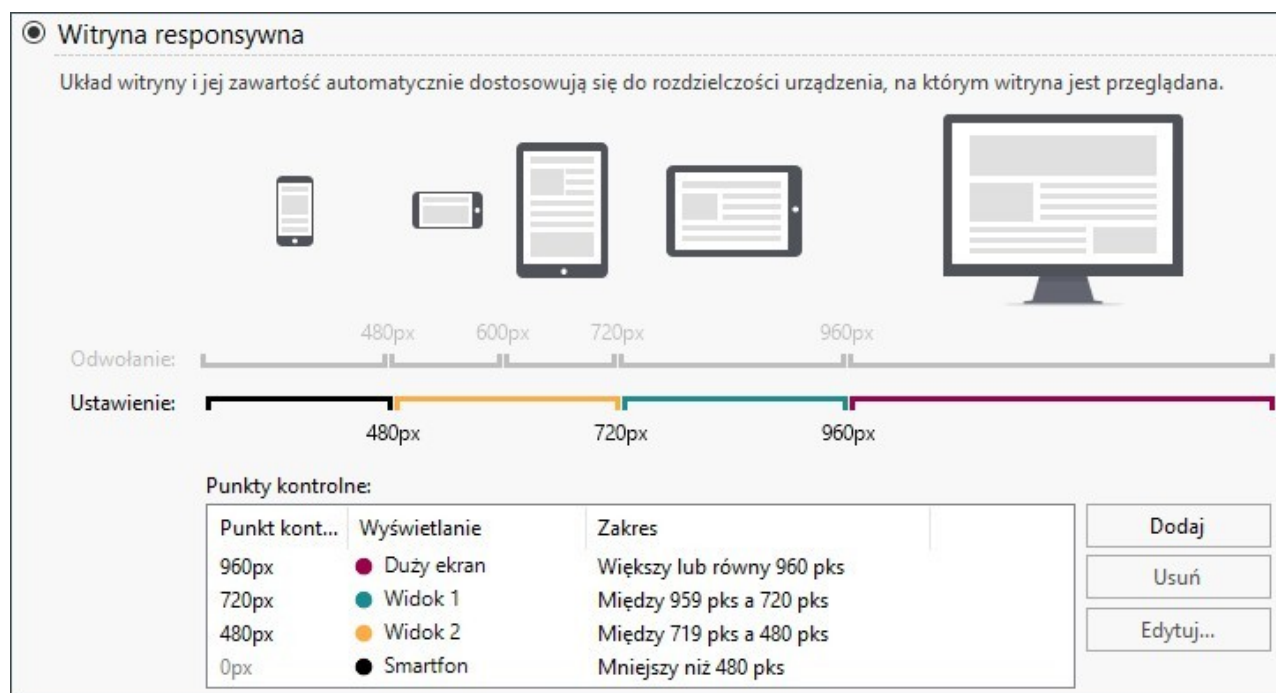 Witryna responsywna
Układ witryny i jej zawartość automatycznie dostosowują się do rozdzielczości urządzenia, na którym witryna jest przeglądana.
480px 600px 720px 960px
Odwołanie:
Ustawienie:
480px 720px 960px
Punkty kontrolne:
Punkt kont... Wyświetlanie Zakres Dodaj
960px Duży ekran Większy lub równy 960 pks
Usuń
720px Widok 1 Między 959 pks a 720 pks
480px Widok 2 Między 719 pks a 480 pks Edytuj...
0px Smartfon Mniejszy niż 480 pks